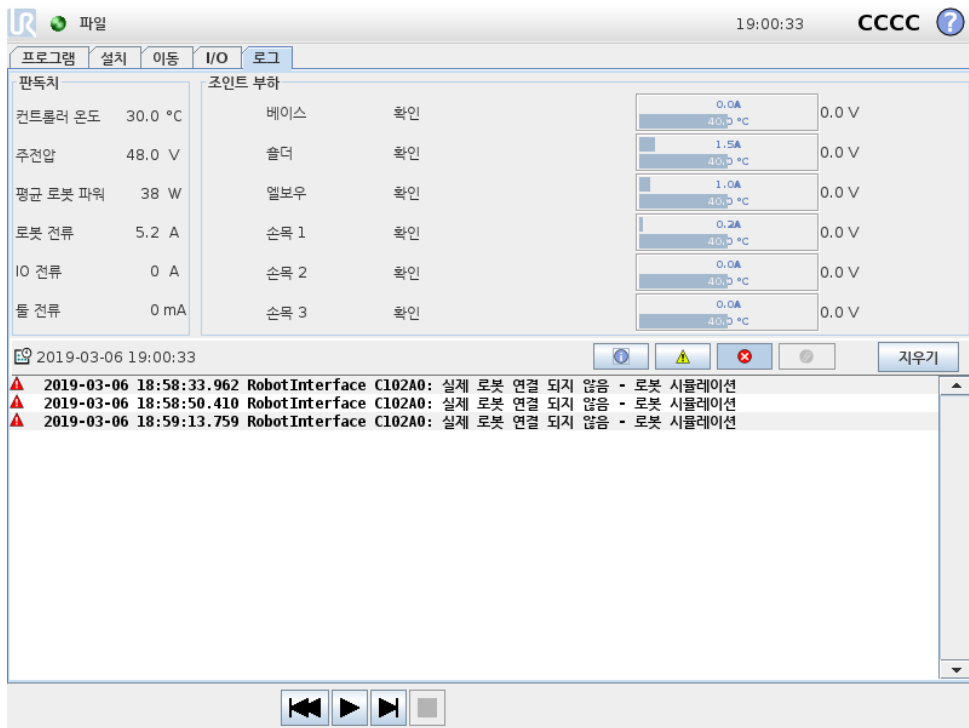 UR 파일 19:00:33 CCCC ?
프로그램 설치 이동 I/O 로그
판독치 조인트 부하
컨트롤러 온도 30.0 °C
주전압 48.0 V
평균 로봇 파워 38 W
로봇 전류 5.2 A
IO 전류 0 A
툴 전류 0 mA
베이스 확인 0.0A 40.0 °C 0.0 V
숄더 확인 1.5A 40.0 °C 0.0 V
엘보우 확인 1.0A 40.0 °C 0.0 V
손목 1 확인 0.2A 40.0 °C 0.0 V
손목 2 확인 0.0A 40.0 °C 0.0 V
손목 3 확인 0.0A 40.0 °C 0.0 V
2019-03-06 19:00:33 지우기
2019-03-06 18:58:33.962 RobotInterface C102A0: 실제 로봇 연결 되지 않음 - 로봇 시뮬레이션
2019-03-06 18:58:50.410 RobotInterface C102A0: 실제 로봇 연결 되지 않음 - 로봇 시뮬레이션
2019-03-06 18:59:13.759 RobotInterface C102A0: 실제 로봇 연결 되지 않음 - 로봇 시뮬레이션